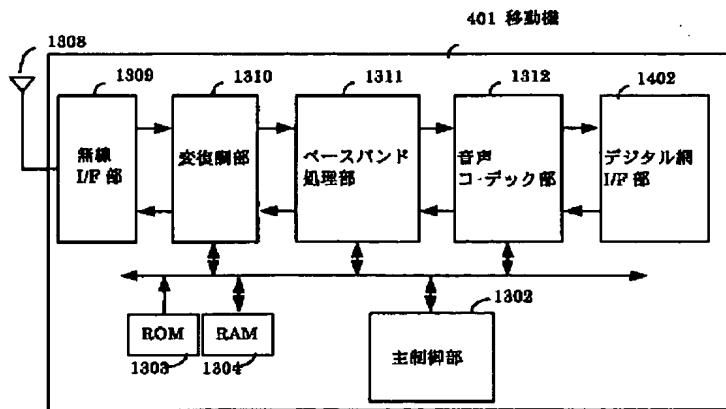 401 移動機
1308
1309
1310
1311
1312
1402
無線
I/F 部
変復調部
ベースバンド
処理部
音声
コーデック部
デジタル網
I/F 部
1302
ROM
RAM
1303
1304
主制御部